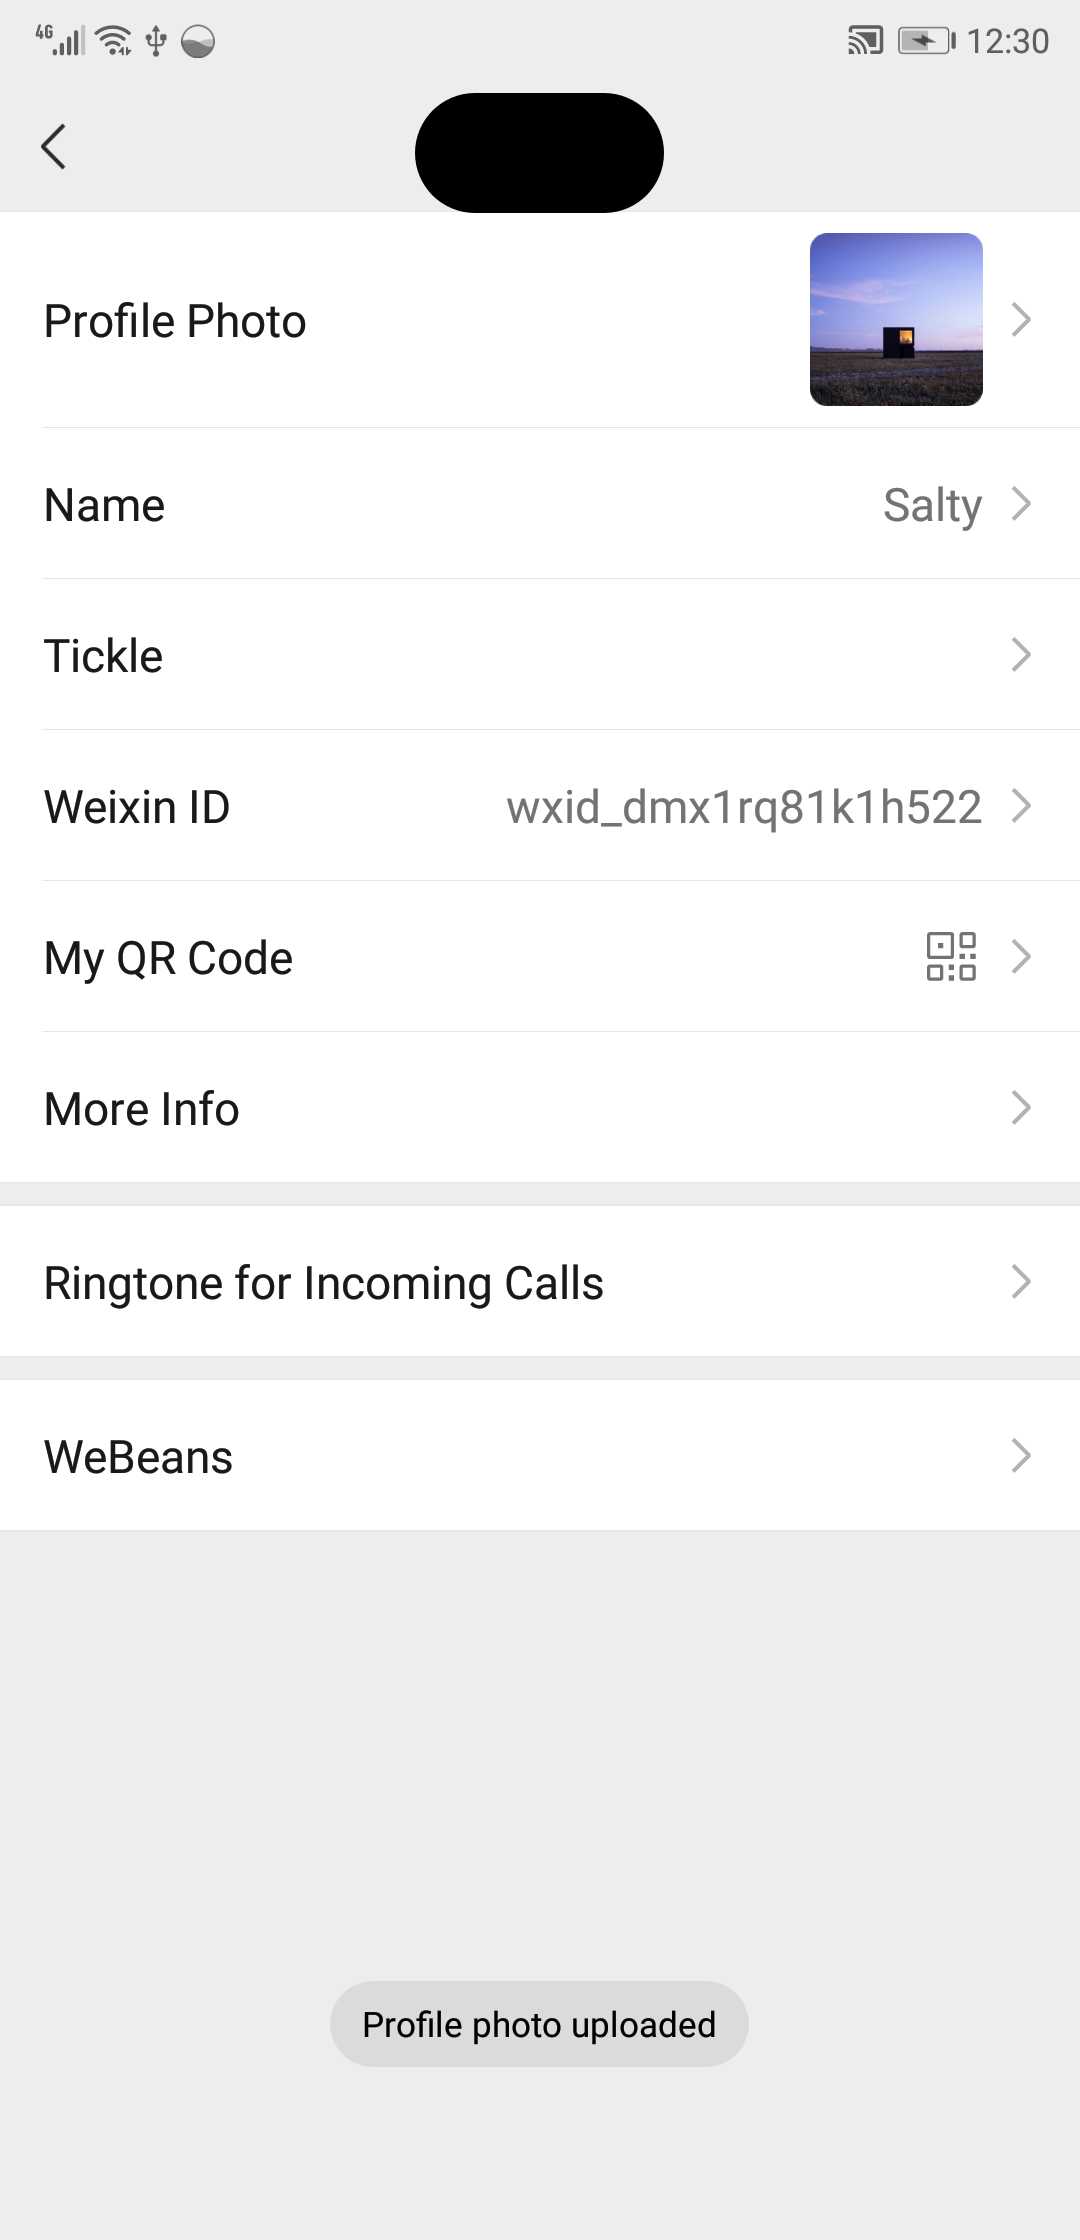 4G 12:30
Profile Photo
Name Salty
Tickle
Weixin ID wxid_dmx1rq81k1h522
My QR Code
More Info
Ringtone for Incoming Calls
WeBeans
Profile photo uploaded